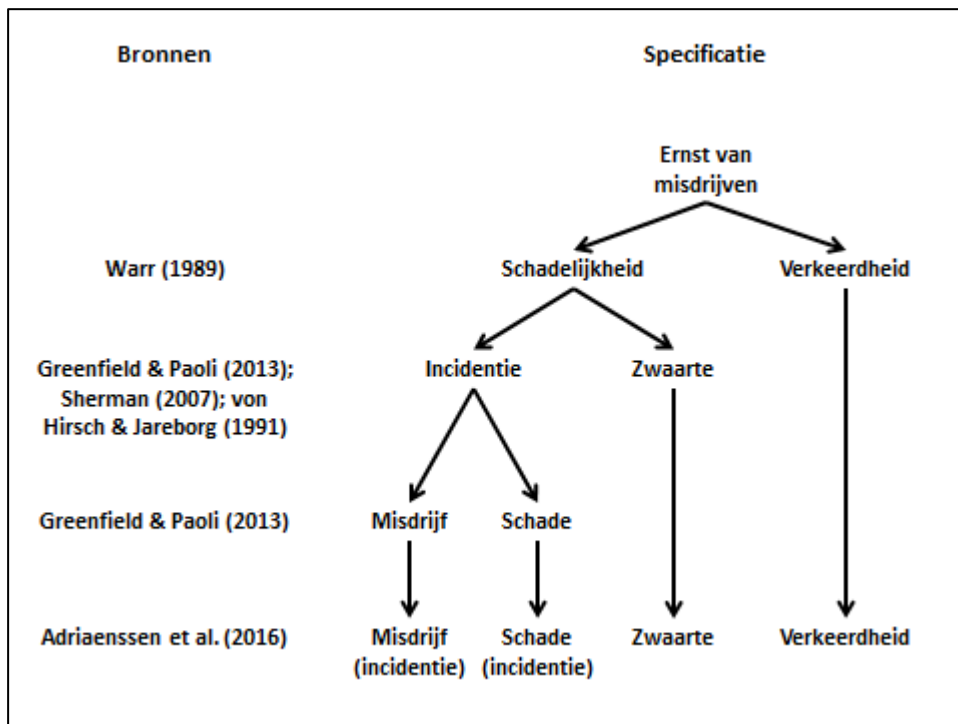 Bronnen Specificatie
Ernst van
misdrijven
Warr (1989) Schadelijkheid Verkeerdheid
Greenfield & Paoli (2013); Incidentie Zwaarte
Sherman (2007); von
Hirsch & Jareborg (1991)
Greenfield & Paoli (2013) Misdrijf Schade
Adriaenssen et al. (2016) Misdrijf Schade Zwaarte Verkeerdheid
(incidentie) (incidentie)